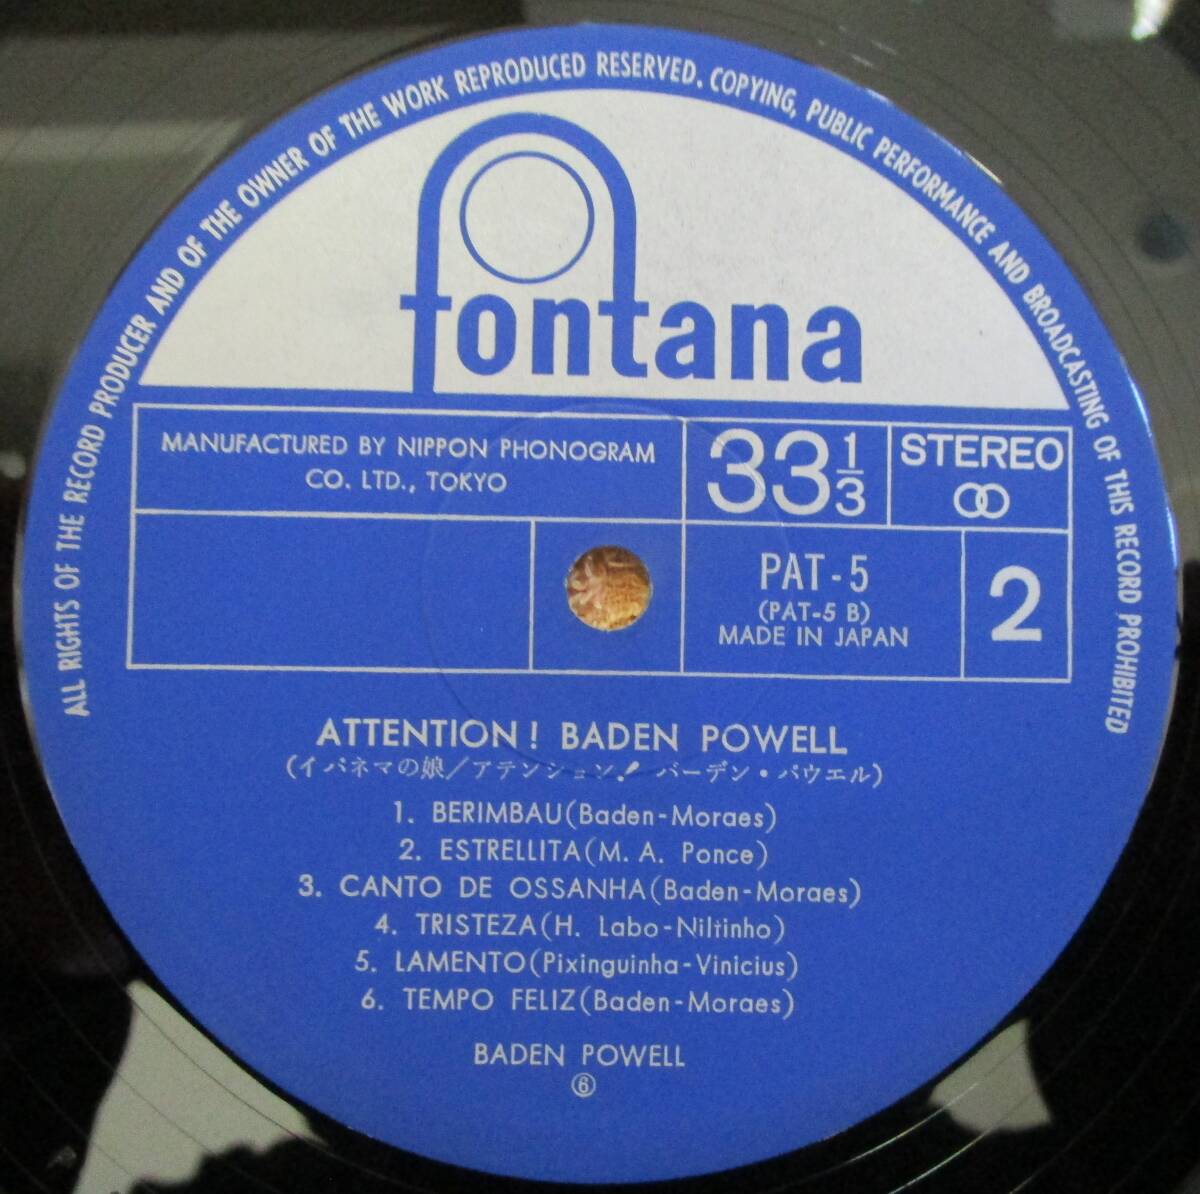 ALL RIGHTS OF THE RECORD PRODUCER AND OF THE OWNER OF THE WORK REPRODUCED RESERVED. COPYING, PUBLIC PERFORMANCE AND BROADCASTING OF THIS RECORD PROHIBITED
fontana
MANUFACTURED BY NIPPON PHONOGRAM
CO. LTD., TOKYO
33 1/3
STEREO
PAT-5
(PAT-5 B)
MADE IN JAPAN
2
ATTENTION! BADEN POWELL
(イパネマの娘/アテンション! バーデン・パウエル)
1. BERIMBAU(Baden-Moraes)
2. ESTRELLITA(M. A. Ponce)
3. CANTO DE OSSANHA(Baden-Moraes)
4. TRISTEZA(H. Labo-Niltinho)
5. LAMENTO(Pixinguinha-Vinicius)
6. TEMPO FELIZ(Baden-Moraes)
BADEN POWELL
⑥